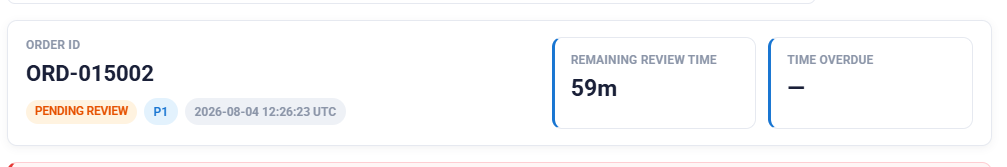 ORDER ID
ORD-015002
PENDING REVIEW P1 2026-08-04 12:26:23 UTC
REMAINING REVIEW TIME
59m
TIME OVERDUE
—